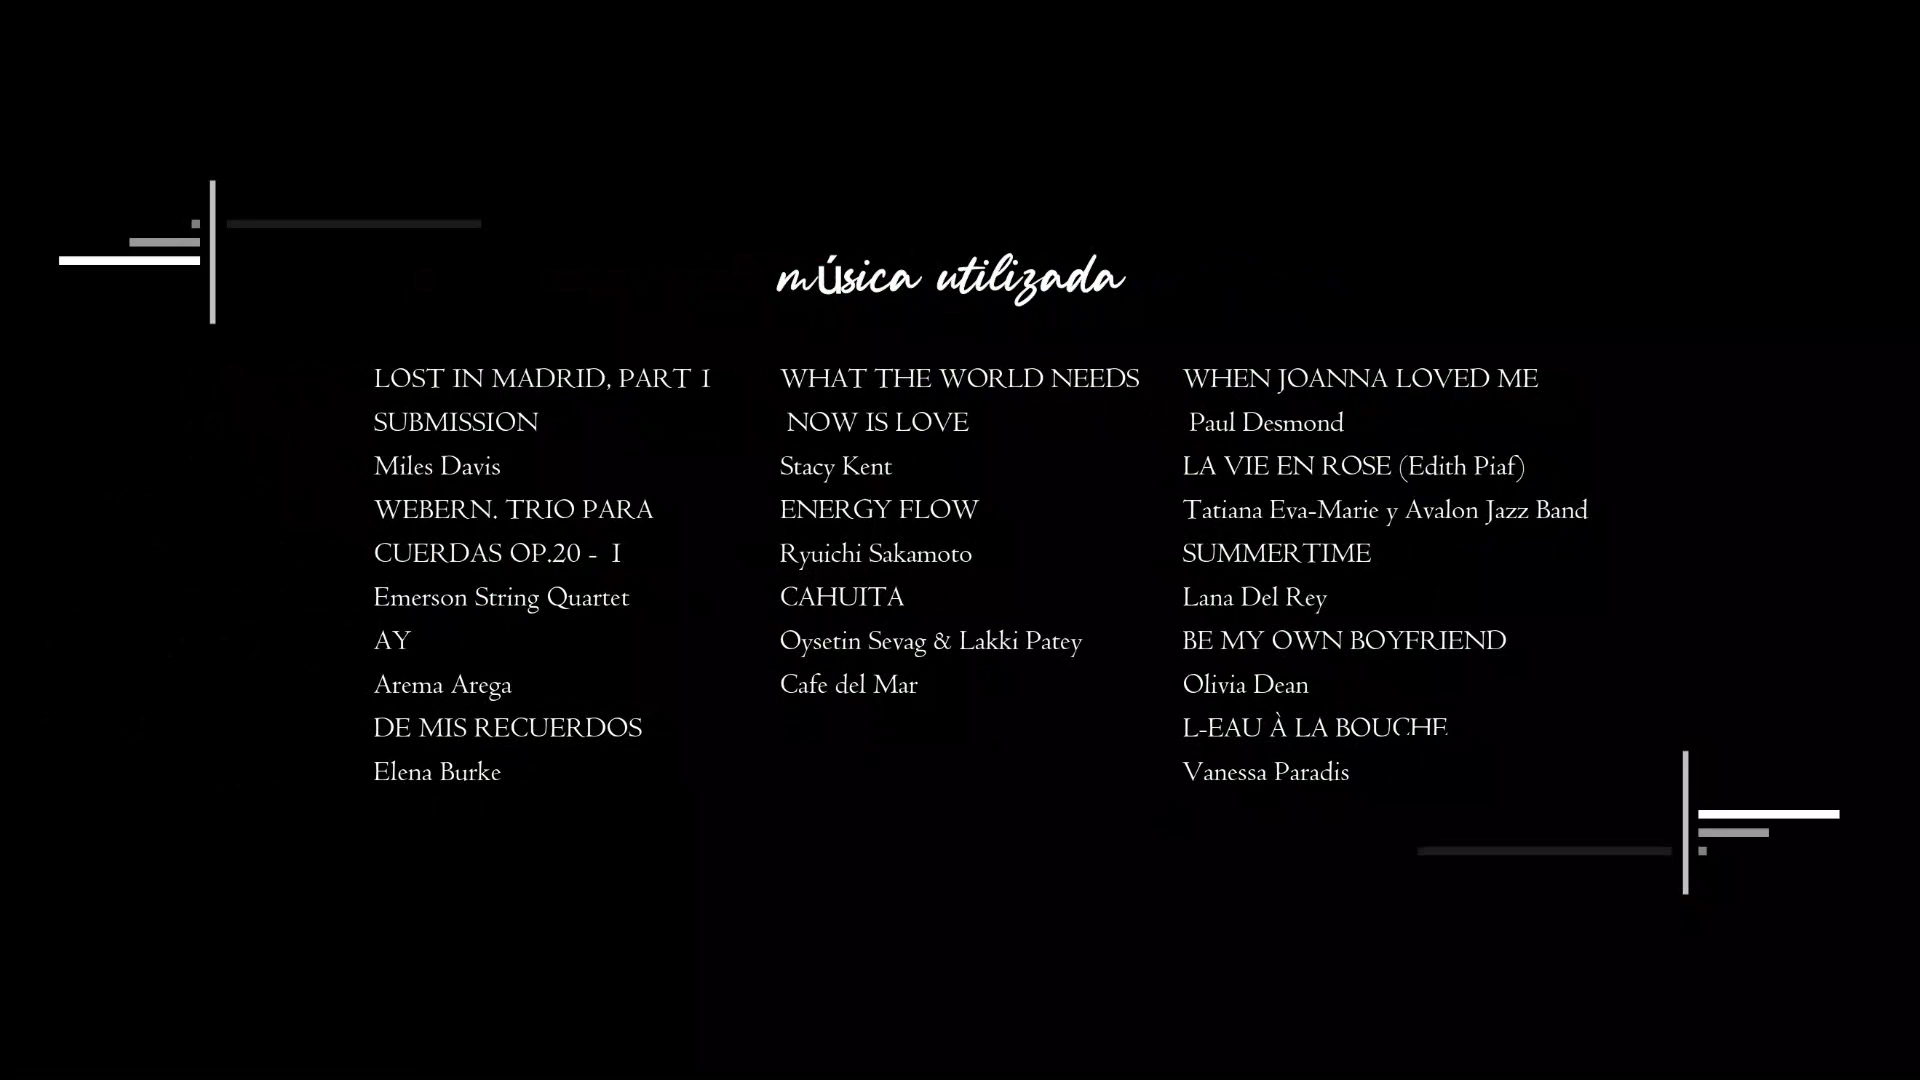 música utilizada
LOST IN MADRID, PART I
SUBMISSION
Miles Davis
WEBERN. TRIO PARA
CUERDAS OP.20 - I
Emerson String Quartet
AY
Arema Arega
DE MIS RECUERDOS
Elena Burke
WHAT THE WORLD NEEDS
NOW IS LOVE
Stacy Kent
ENERGY FLOW
Ryuichi Sakamoto
CAHUITA
Oysetin Sevag & Lakki Patey
Cafe del Mar
WHEN JOANNA LOVED ME
Paul Desmond
LA VIE EN ROSE (Edith Piaf)
Tatiana Eva-Marie y Avalon Jazz Band
SUMMERTIME
Lana Del Rey
BE MY OWN BOYFRIEND
Olivia Dean
L-EAU À LA BOUCHE
Vanessa Paradis